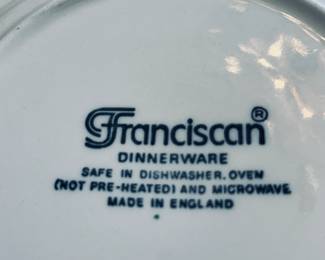 Franciscan®
DINNERWARE
SAFE IN DISHWASHER, OVEN
(NOT PRE-HEATED) AND MICROWAVE
MADE IN ENGLAND